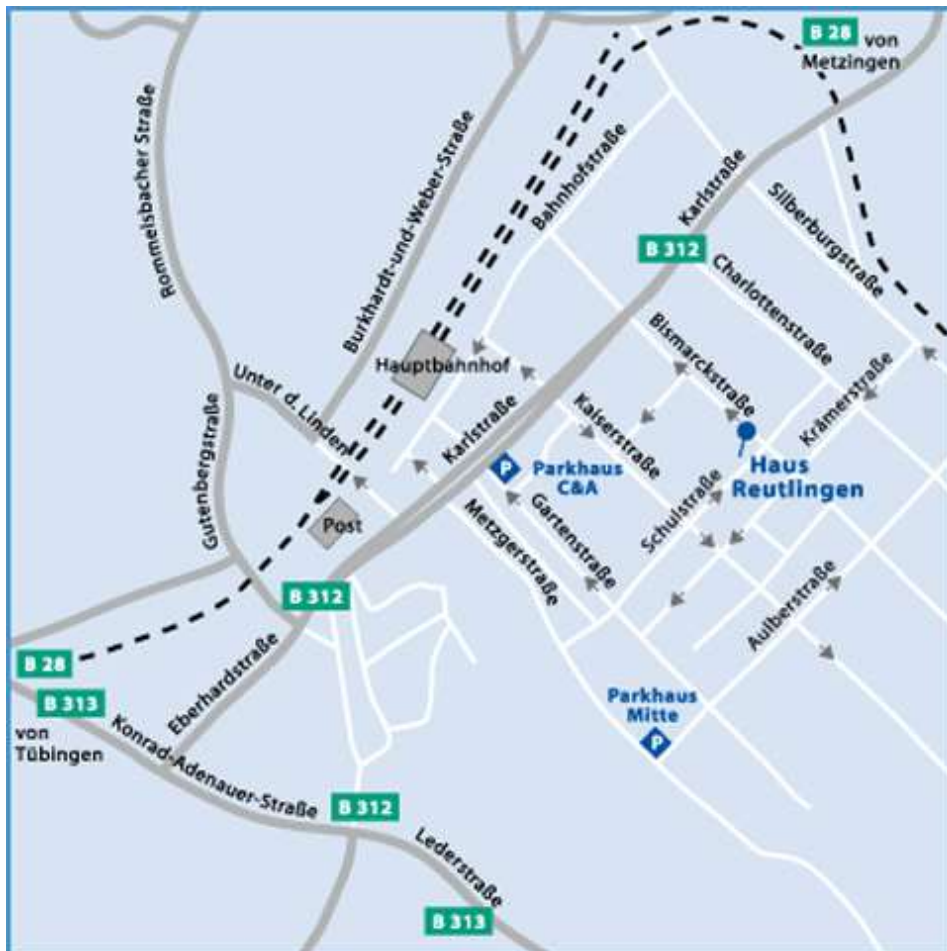 B 28 von
Metzingen
Rommelsbacher Straße
Burkhardt-und-Weber-Straße
Bahnhofstraße
Karlstraße
Silberburgstraße
B 312
Charlottenstraße
Bismarckstraße
Hauptbahnhof
Unter d. Linden
Karlstraße
Kaiserstraße
Krämerstraße
Gutenbergstraße
P
Parkhaus
C&A
Haus
Reutlingen
Post
Metzgerstraße
Gartenstraße
Schulstraße
B 312
Aulberstraße
B 28
Eberhardstraße
B 313
von
Tübingen
Parkhaus
Mitte
P
Konrad-Adenauer-Straße
B 312
Lederstraße
B 313